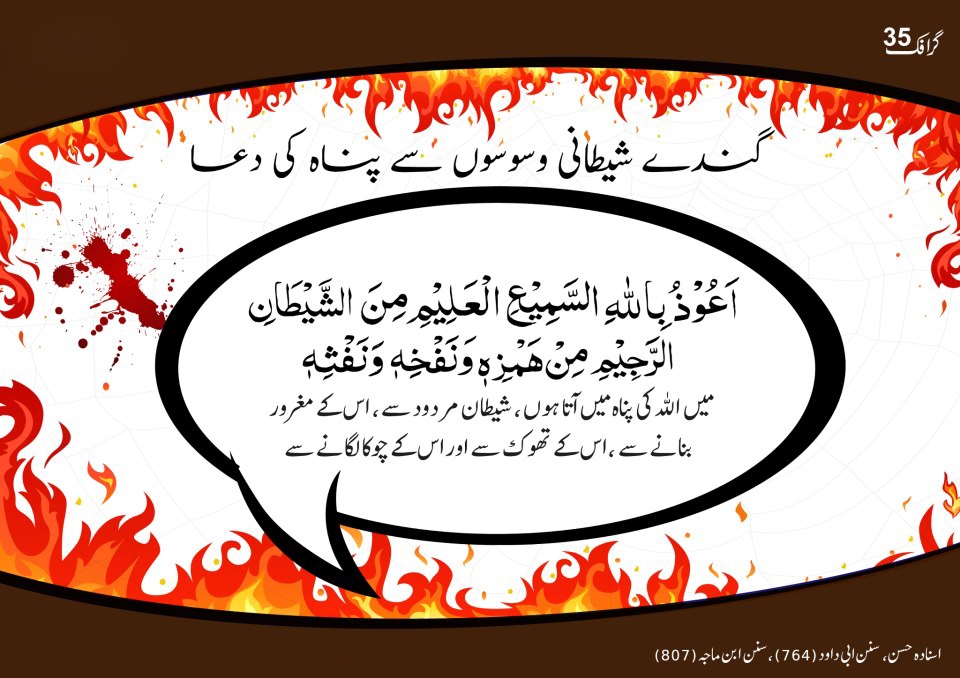 گرافک 35
گندے شیطانی وسوسوں سے پناہ کی دعا
اَعُوْذُ بِاللّٰهِ السَّمِيْعِ الْعَلِيْمِ مِنَ الشَّيْطَانِ
الرَّجِيْمِ مِنْ هَمْزِهٖ وَنَفْخِهٖ وَنَفْثِهٖ
میں اللہ کی پناہ میں آتا ہوں، شیطان مردود سے، اس کے مغرور
بنانے سے، اس کے تھوک سے اور اس کے چوکا لگانے سے
اسنادہ حسن، سنن ابی داود (764)، سنن ابن ماجہ (807)